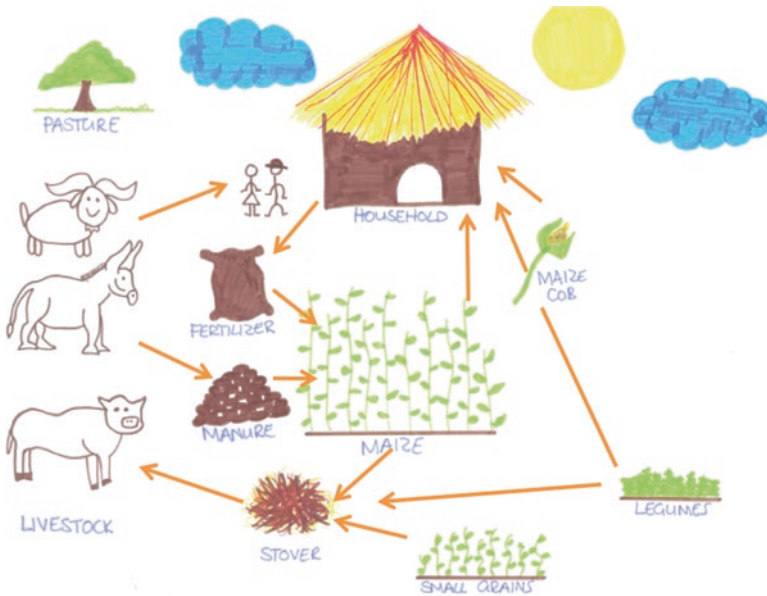 PASTURE
HOUSEHOLD
MAIZE
COB
FERTILIZER
MANURE
MAIZE
LIVESTOCK
STOVER
LEGUMES
SMALL GRAINS